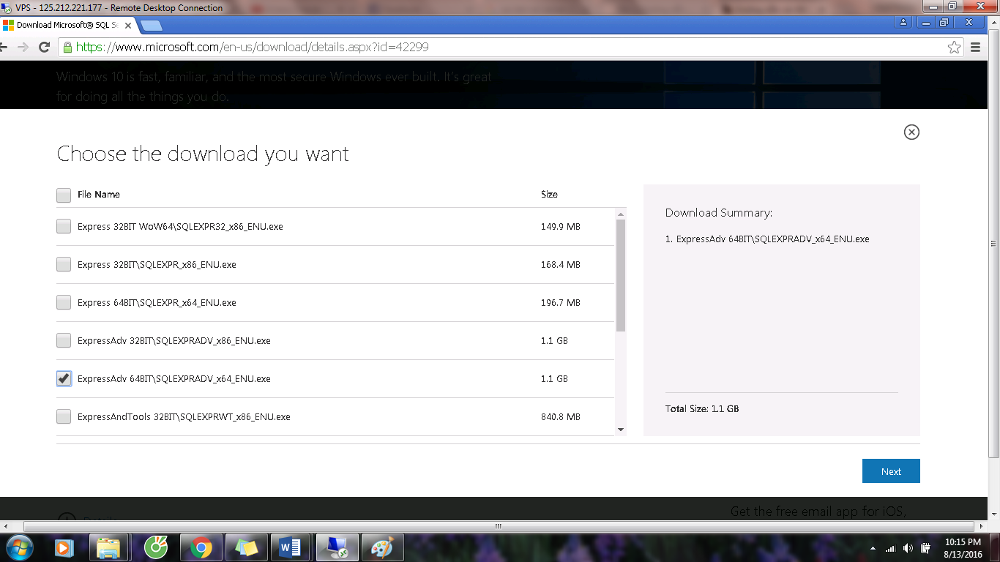 VPS - 125.212.221.177 - Remote Desktop Connection
Download Microsoft® SQL Se
https://www.microsoft.com/en-us/download/details.aspx?id=42299
Windows 10 is fast, familiar, and the most secure Windows ever built. It's great
for doing all the things you do.
Choose the download you want
File Name Size
Express 32BIT WoW64\SQLEXPR32_x86_ENU.exe 149.9 MB
Express 32BIT\SQLEXPR_x86_ENU.exe 168.4 MB
Express 64BIT\SQLEXPR_x64_ENU.exe 196.7 MB
ExpressAdv 32BIT\SQLEXPRADV_x86_ENU.exe 1.1 GB
ExpressAdv 64BIT\SQLEXPRADV_x64_ENU.exe 1.1 GB
ExpressAndTools 32BIT\SQLEXPRWT_x86_ENU.exe 840.8 MB
Download Summary:
1. ExpressAdv 64BIT\SQLEXPRADV_x64_ENU.exe
Total Size: 1.1 GB
Next
Details
Get the free email app for iOS,
10:15 PM
8/13/2016